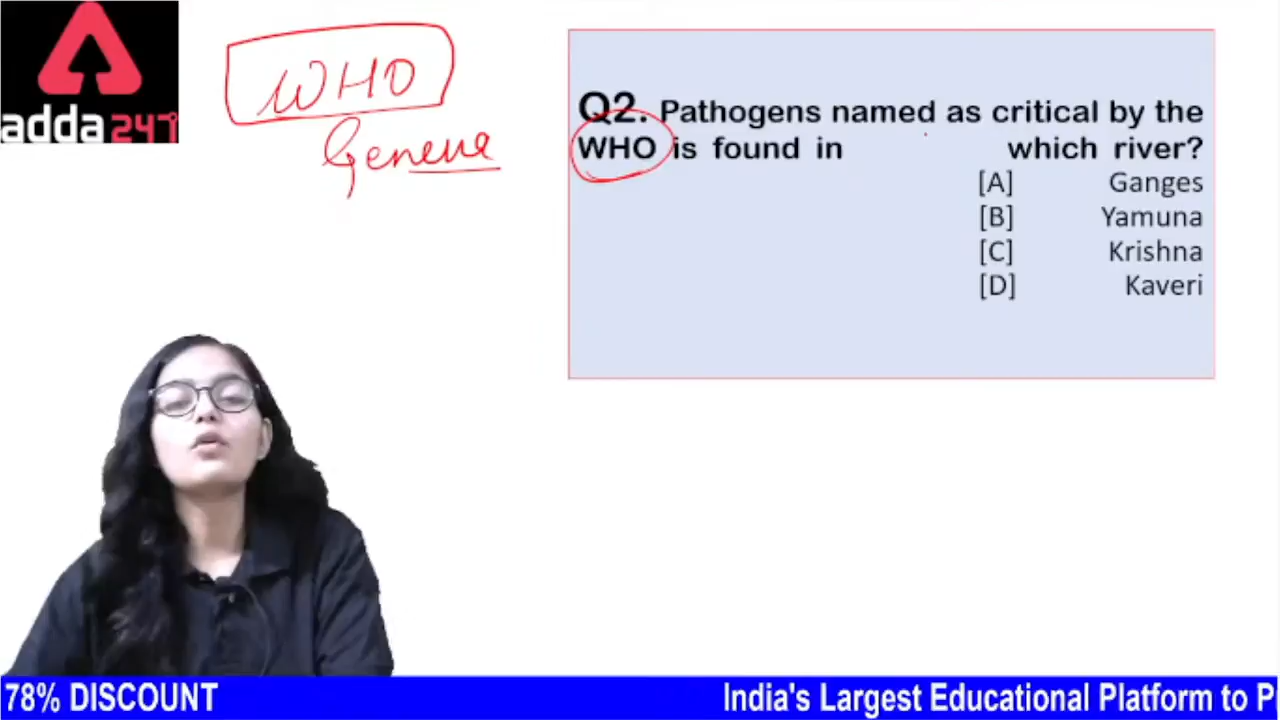 adda247
WHO
Geneva
Q2. Pathogens named as critical by the
WHO is found in which river?
[A] Ganges
[B] Yamuna
[C] Krishna
[D] Kaveri
78% DISCOUNT
India's Largest Educational Platform to P